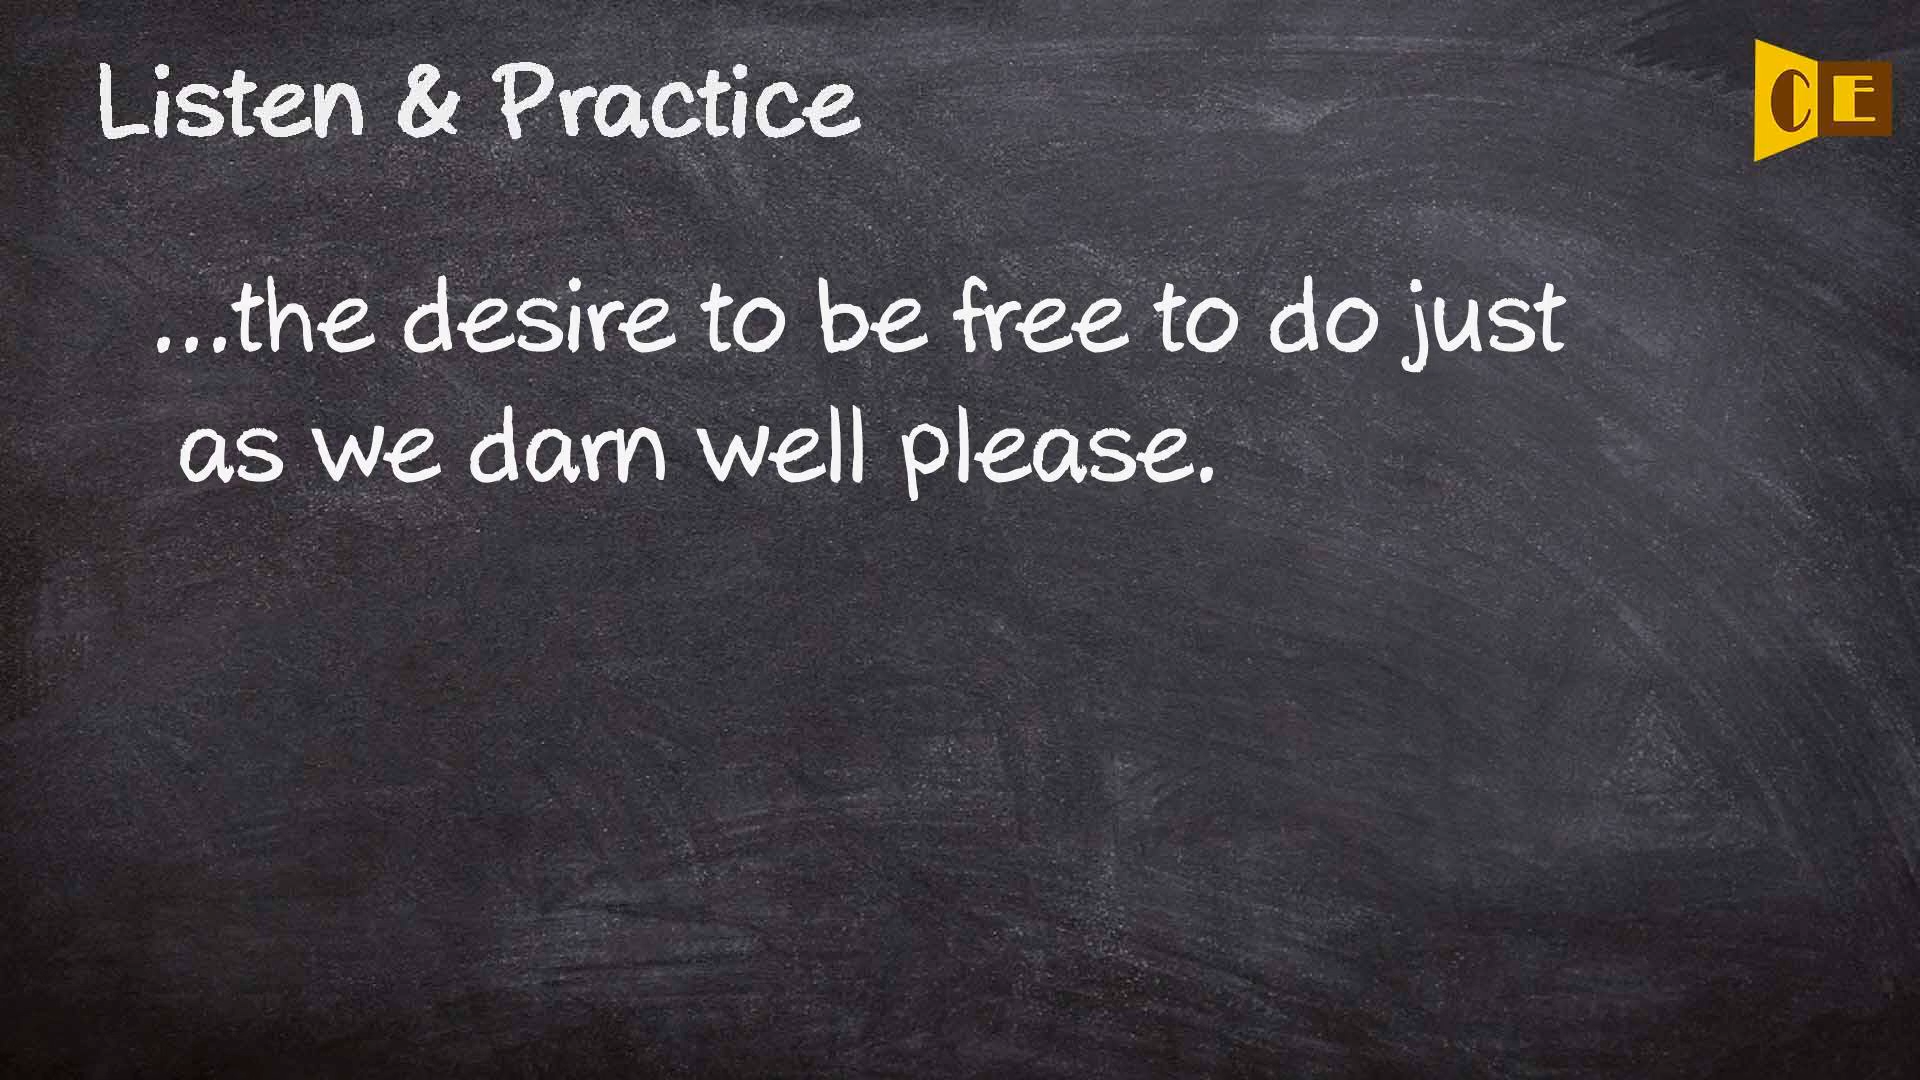 Listen & Practice
CE
...the desire to be free to do just
as we darn well please.